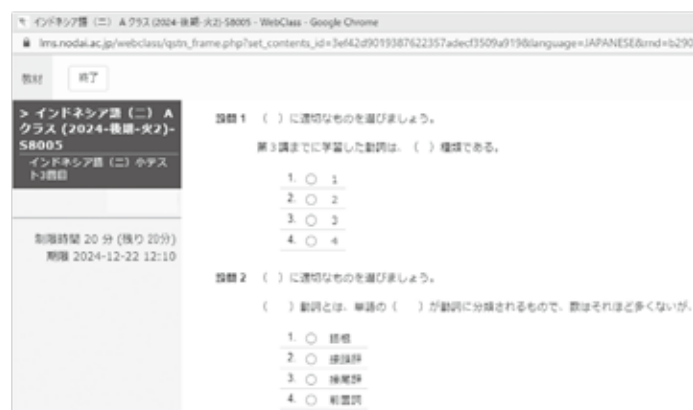 インドネシア語（二） Aクラス (2024-後期-火2)-S8005 - WebClass - Google Chrome
lms.nodai.ac.jp/webclass/qstn_frame.php?set_contents_id=3ef42d9019387622357adecf3509a919&language=JAPANESE&rnd=b290
教材 終了
> インドネシア語（二） A
クラス (2024-後期-火2)-
S8005
インドネシア語（二）小テス
ト3回目
制限時間 20 分 (残り 20分)
期限 2024-12-22 12:10
設問 1 （ ）に適切なものを選びましょう。
第3講までに学習した動詞は、（ ）種類である。
1. 1
2. 2
3. 3
4. 4
設問 2 （ ）に適切なものを選びましょう。
（ ）動詞とは、単語の（ ）が動詞に分類されるもので、数はそれほど多くないが、
1. 語根
2. 接頭辞
3. 接尾辞
4. 前置詞